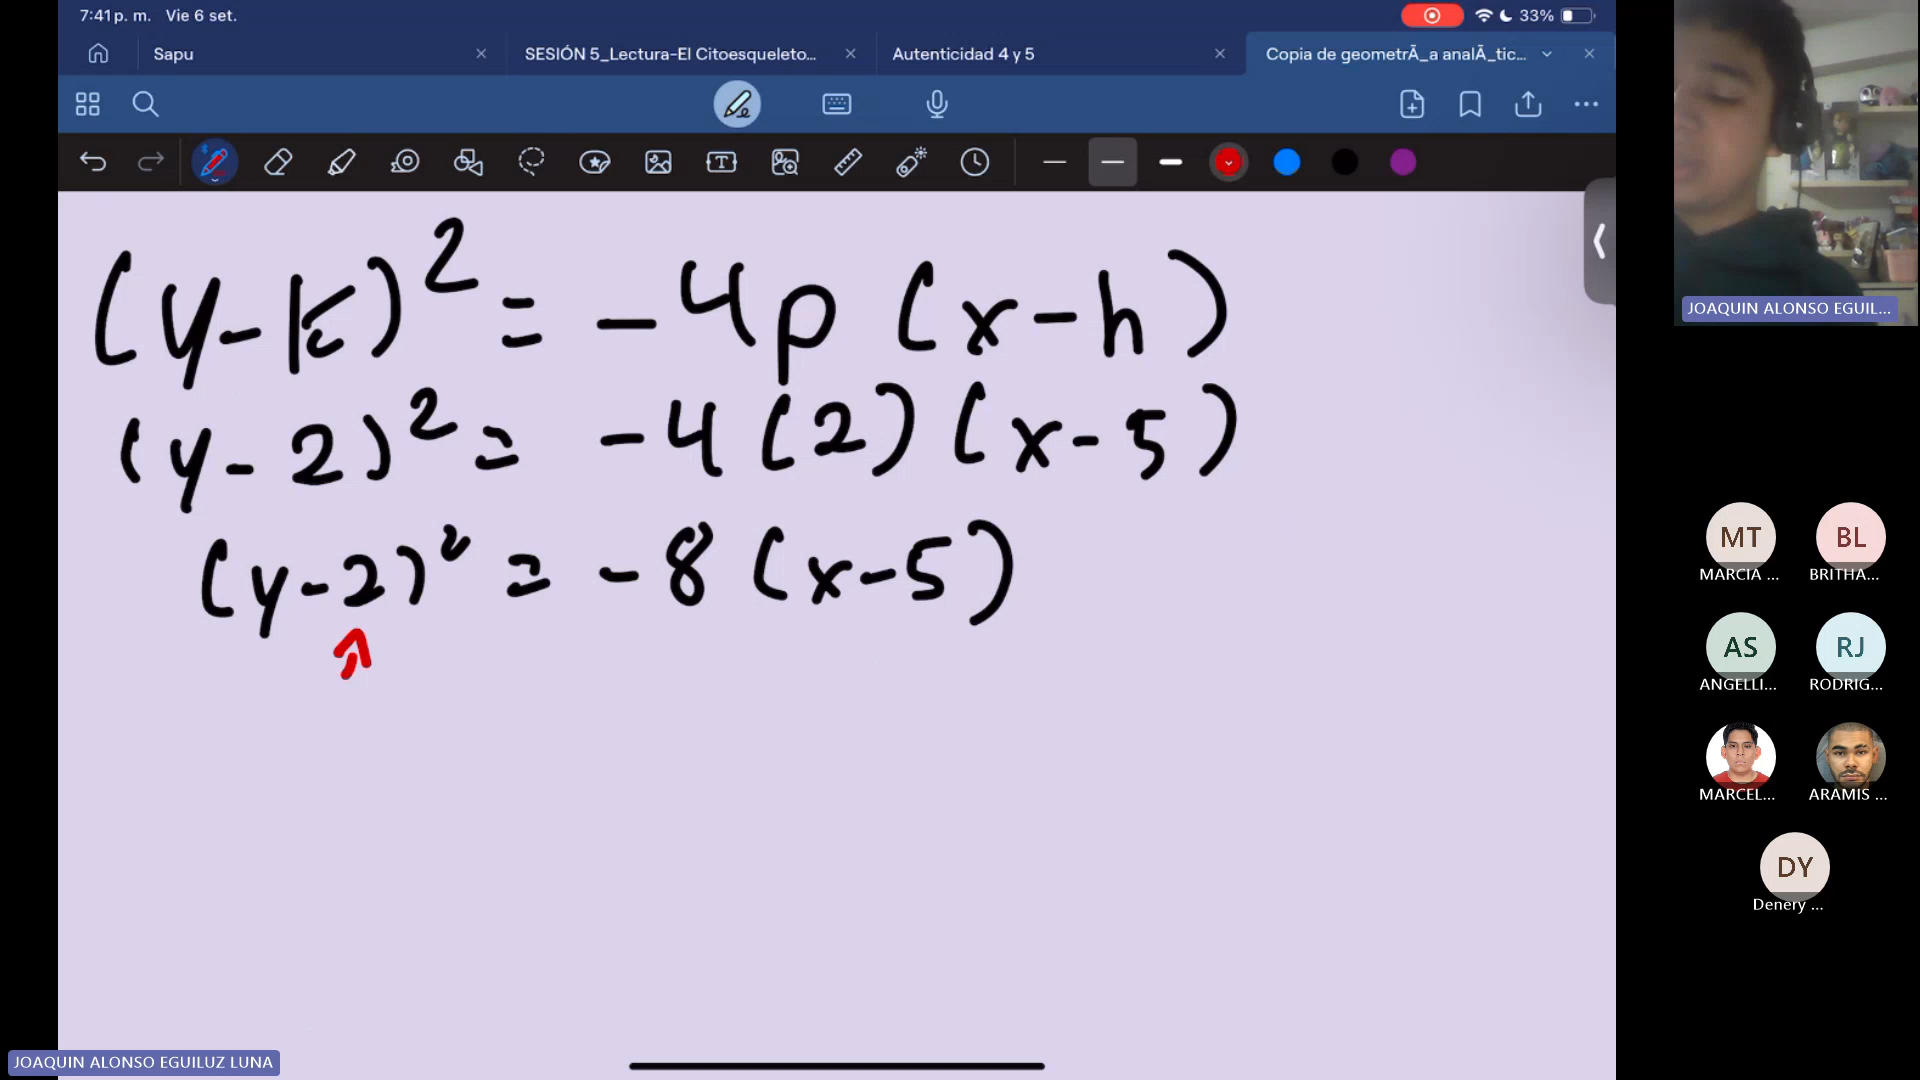 7:41 p. m. Vie 6 set.
33%
Sapu
SESIÓN 5_Lectura-El Citoesqueleto...
Autenticidad 4 y 5
Copia de geometrÃ_a analÃ_tic...
(y-k)² = -4p (x-h)
(y-2)² = -4(2)(x-5)
(y-2)² = -8(x-5)
JOAQUIN ALONSO EGUIL...
MT
MARCIA ...
BL
BRITHA...
AS
ANGELLI...
RJ
RODRIG...
MARCEL...
ARAMIS ...
DY
Denery ...
JOAQUIN ALONSO EGUILUZ LUNA